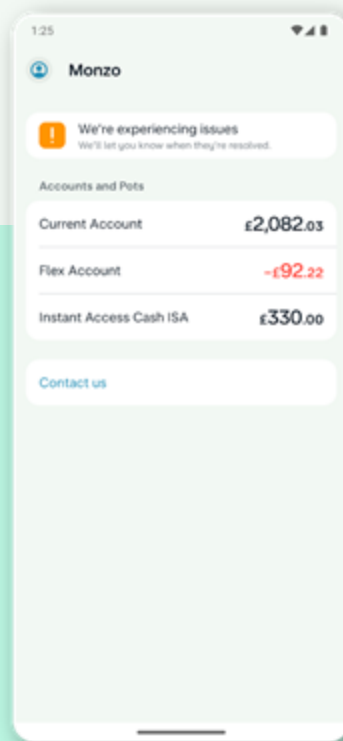 1:25
Monzo
We're experiencing issues
We'll let you know when they're resolved.
Accounts and Pots
Current Account £2,082.03
Flex Account -£92.22
Instant Access Cash ISA £330.00
Contact us